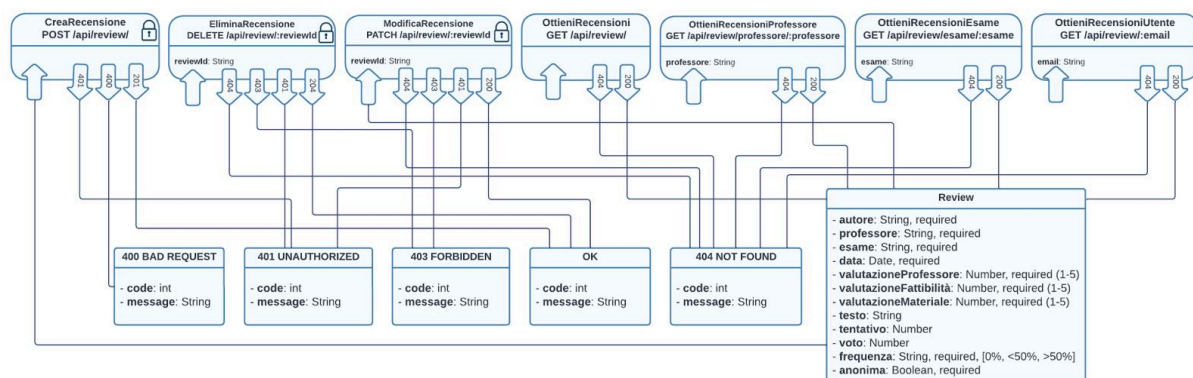 CreaRecensione
POST /api/review/
401
400
201
EliminaRecensione
DELETE /api/review/:reviewId
reviewId: String
404
403
401
204
ModificaRecensione
PATCH /api/review/:reviewId
reviewId: String
404
403
401
200
OttieniRecensioni
GET /api/review/
404
200
OttieniRecensioniProfessore
GET /api/review/professore/:professore
professore: String
404
200
OttieniRecensioniEsame
GET /api/review/esame/:esame
esame: String
404
200
OttieniRecensioniUtente
GET /api/review/:email
email: String
404
200
400 BAD REQUEST
- code: int
- message: String
401 UNAUTHORIZED
- code: int
- message: String
403 FORBIDDEN
- code: int
- message: String
OK
- code: int
- message: String
404 NOT FOUND
- code: int
- message: String
Review
- autore: String, required
- professore: String, required
- esame: String, required
- data: Date, required
- valutazioneProfessore: Number, required (1-5)
- valutazioneFattibilità: Number, required (1-5)
- valutazioneMateriale: Number, required (1-5)
- testo: String
- tentativo: Number
- voto: Number
- frequenza: String, required, [0%, <50%, >50%]
- anonima: Boolean, required